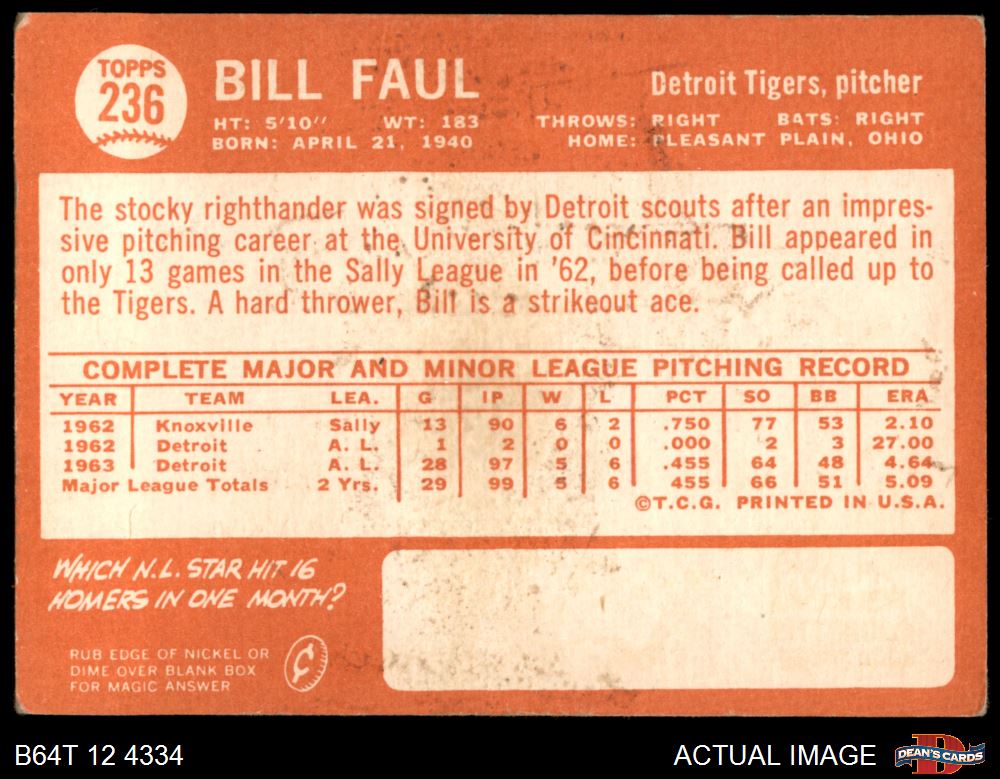 TOPPS
236
BILL FAUL
Detroit Tigers, pitcher
HT: 5'10" WT: 183 THROWS: RIGHT BATS: RIGHT
BORN: APRIL 21, 1940 HOME: PLEASANT PLAIN, OHIO
The stocky righthander was signed by Detroit scouts after an impres-
sive pitching career at the University of Cincinnati. Bill appeared in
only 13 games in the Sally League in '62, before being called up to
the Tigers. A hard thrower, Bill is a strikeout ace.
COMPLETE MAJOR AND MINOR LEAGUE PITCHING RECORD
YEAR TEAM LEA. G IP W L PCT SO BB ERA
1962 Knoxville Sally 13 90 6 2 .750 77 53 2.10
1962 Detroit A. L. 1 2 0 0 .000 2 3 27.00
1963 Detroit A. L. 28 97 5 6 .455 64 48 4.64
Major League Totals 2 Yrs. 29 99 5 6 455 66 51 5.09
©T.C.G. PRINTED IN U.S.A.
WHICH N.L. STAR HIT 16
HOMERS IN ONE MONTH?
RUB EDGE OF NICKEL OR
DIME OVER BLANK BOX
FOR MAGIC ANSWER
¢
B64T 12 4334
ACTUAL IMAGE
D
DEAN'S CARDS